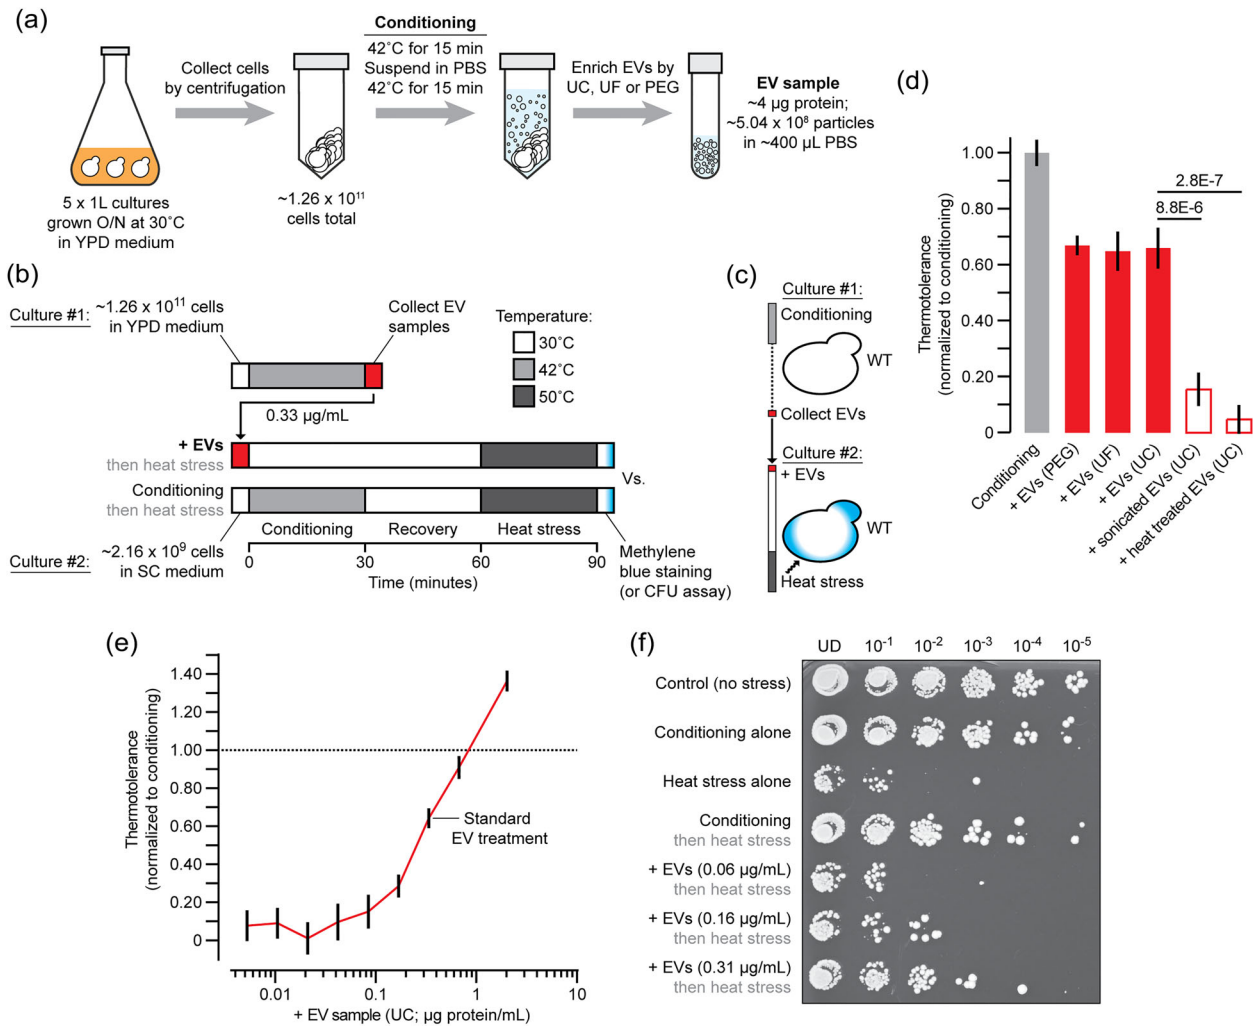 (a)
Conditioning
42˚C for 15 min
Suspend in PBS
42˚C for 15 min
Collect cells
by centrifugation
Enrich EVs by
UC, UF or PEG
EV sample
~4 µg protein;
~5.04 x 10⁸ particles
in ~400 µL PBS
5 x 1L cultures
grown O/N at 30˚C
in YPD medium
~1.26 x 10¹¹
cells total
(b)
Culture #1:
~1.26 x 10¹¹ cells
in YPD medium
Collect EV
samples
Temperature:
30˚C
42˚C
50˚C
0.33 µg/mL
+ EVs
then heat stress
Vs.
Conditioning
then heat stress
Conditioning
Recovery
Heat stress
Culture #2:
~2.16 x 10⁹ cells
in SC medium
0
30
60
90
Time (minutes)
Methylene
blue staining
(or CFU assay)
(c)
Culture #1:
Conditioning
WT
Collect EVs
Culture #2:
+ EVs
WT
Heat stress
(d)
Thermotolerance
(normalized to conditioning)
1.00
0.80
0.60
0.40
0.20
0
2.8E-7
8.8E-6
Conditioning
+ EVs (PEG)
+ EVs (UF)
+ EVs (UC)
+ sonicated EVs (UC)
+ heat treated EVs (UC)
(e)
Thermotolerance
(normalized to conditioning)
1.40
1.20
1.00
0.80
0.60
0.40
0.20
0
Standard
EV treatment
0.01
0.1
1
10
+ EV sample (UC; µg protein/mL)
(f)
UD 10⁻¹ 10⁻² 10⁻³ 10⁻⁴ 10⁻⁵
Control (no stress)
Conditioning alone
Heat stress alone
Conditioning
then heat stress
+ EVs (0.06 µg/mL)
then heat stress
+ EVs (0.16 µg/mL)
then heat stress
+ EVs (0.31 µg/mL)
then heat stress